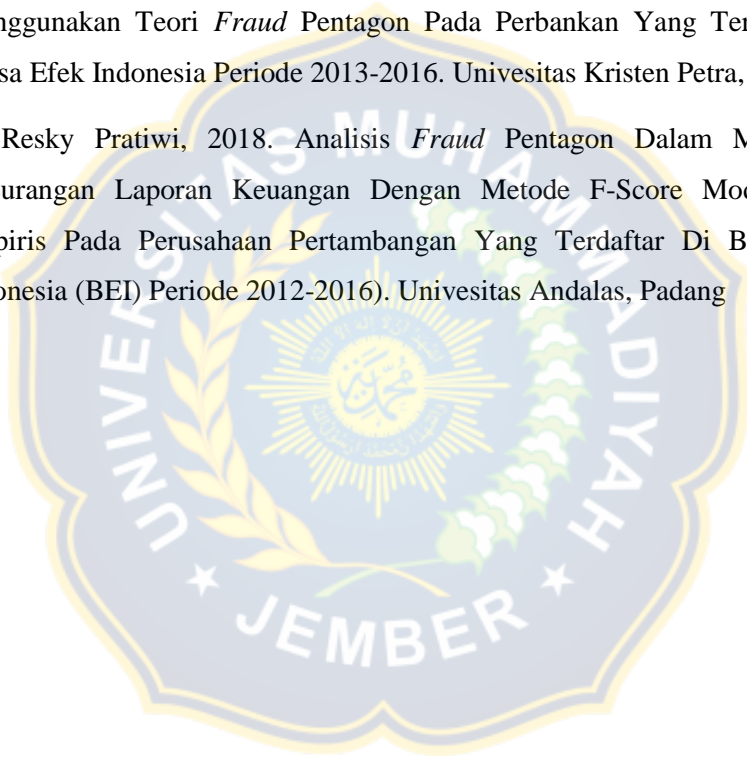 nggunakan Teori Fraud Pentagon Pada Perbankan Yang Ter
sa Efek Indonesia Periode 2013-2016. Univesitas Kristen Petra,
Resky Pratiwi, 2018. Analisis Fraud Pentagon Dalam M
urangan Laporan Keuangan Dengan Metode F-Score Mod
piris Pada Perusahaan Pertambangan Yang Terdaftar Di B
onesia (BEI) Periode 2012-2016). Univesitas Andalas, Padang
UNIVERSITAS MUHAMMADIYAH
JEMBER